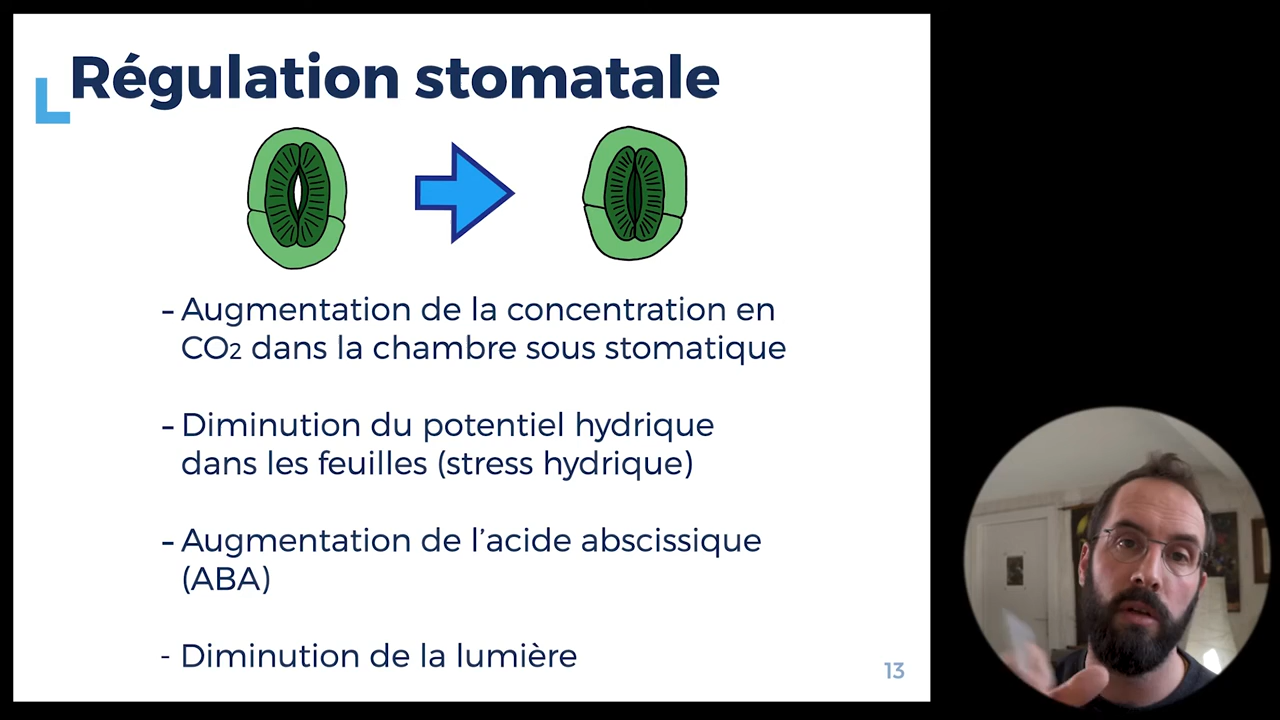 Régulation stomatale
- Augmentation de la concentration en
CO₂ dans la chambre sous stomatique
- Diminution du potentiel hydrique
dans les feuilles (stress hydrique)
- Augmentation de l’acide abscissique
(ABA)
- Diminution de la lumière
13